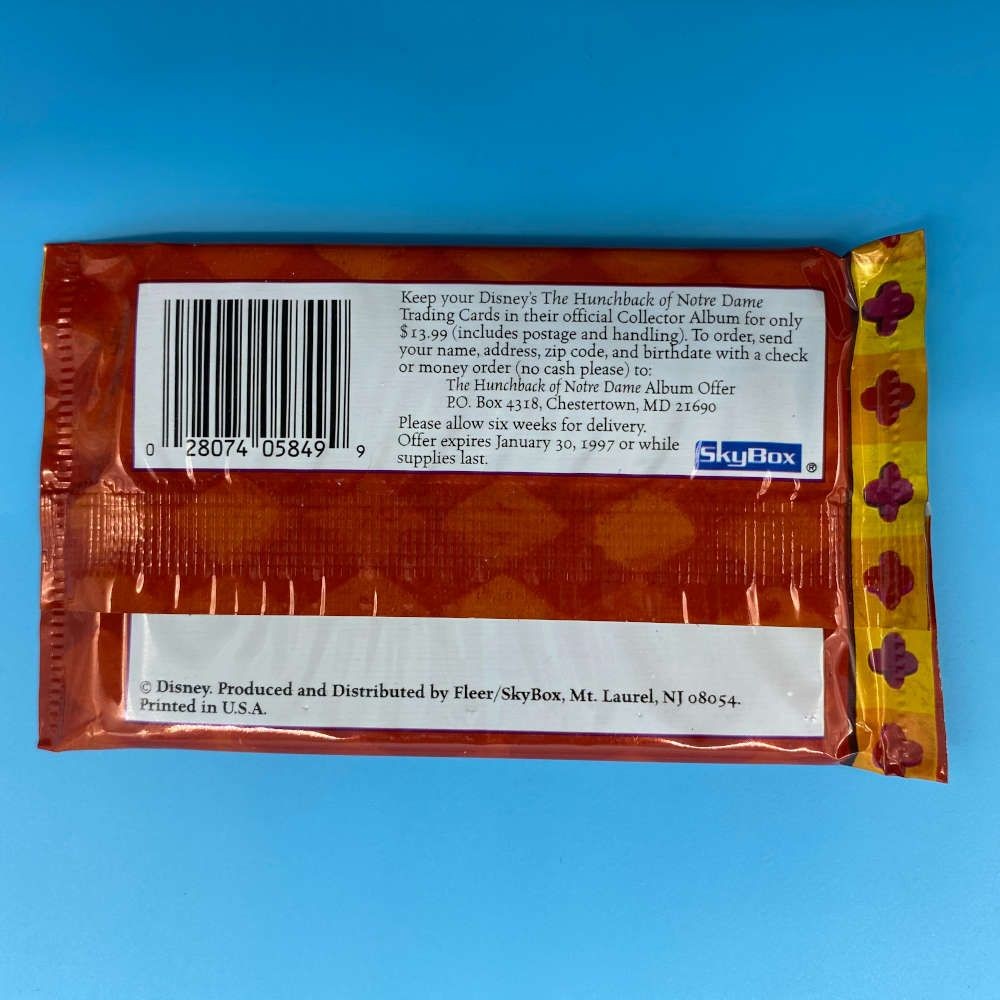 Keep your Disney's The Hunchback of Notre Dame
Trading Cards in their official Collector Album for only
$13.99 (includes postage and handling). To order, send
your name, address, zip code, and birthdate with a check
or money order (no cash please) to:
The Hunchback of Notre Dame Album Offer
P.O. Box 4318, Chestertown, MD 21690
Please allow six weeks for delivery.
Offer expires January 30, 1997 or while
supplies last.
SkyBox ®
0 28074 05849 9
© Disney. Produced and Distributed by Fleer/SkyBox, Mt. Laurel, NJ 08054.
Printed in U.S.A.